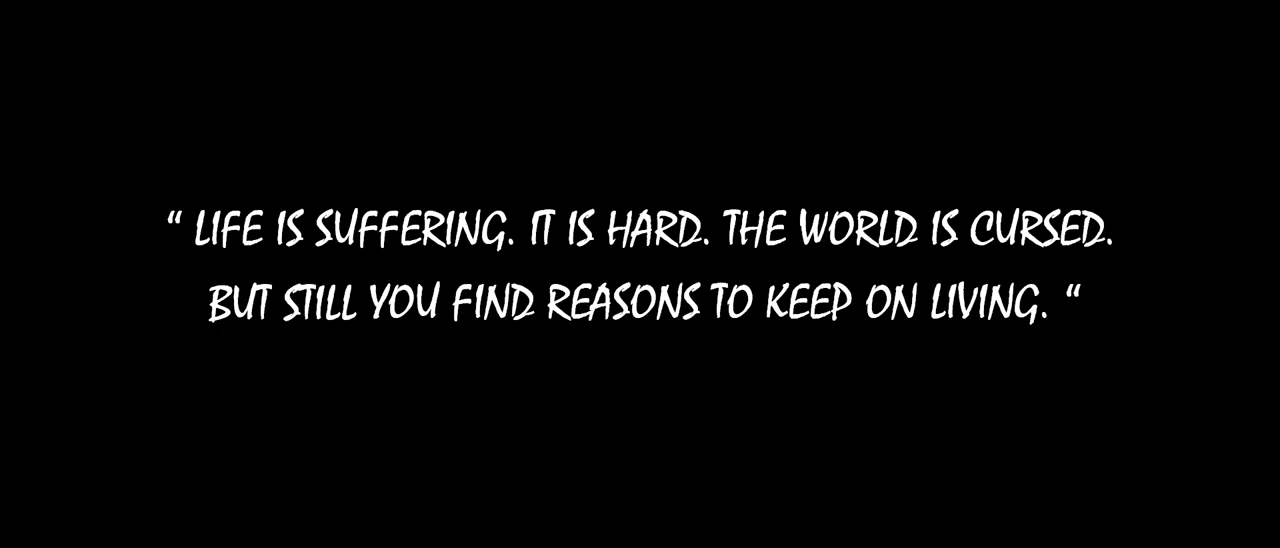 “ LIFE IS SUFFERING. IT IS HARD. THE WORLD IS CURSED.
BUT STILL YOU FIND REASONS TO KEEP ON LIVING. “